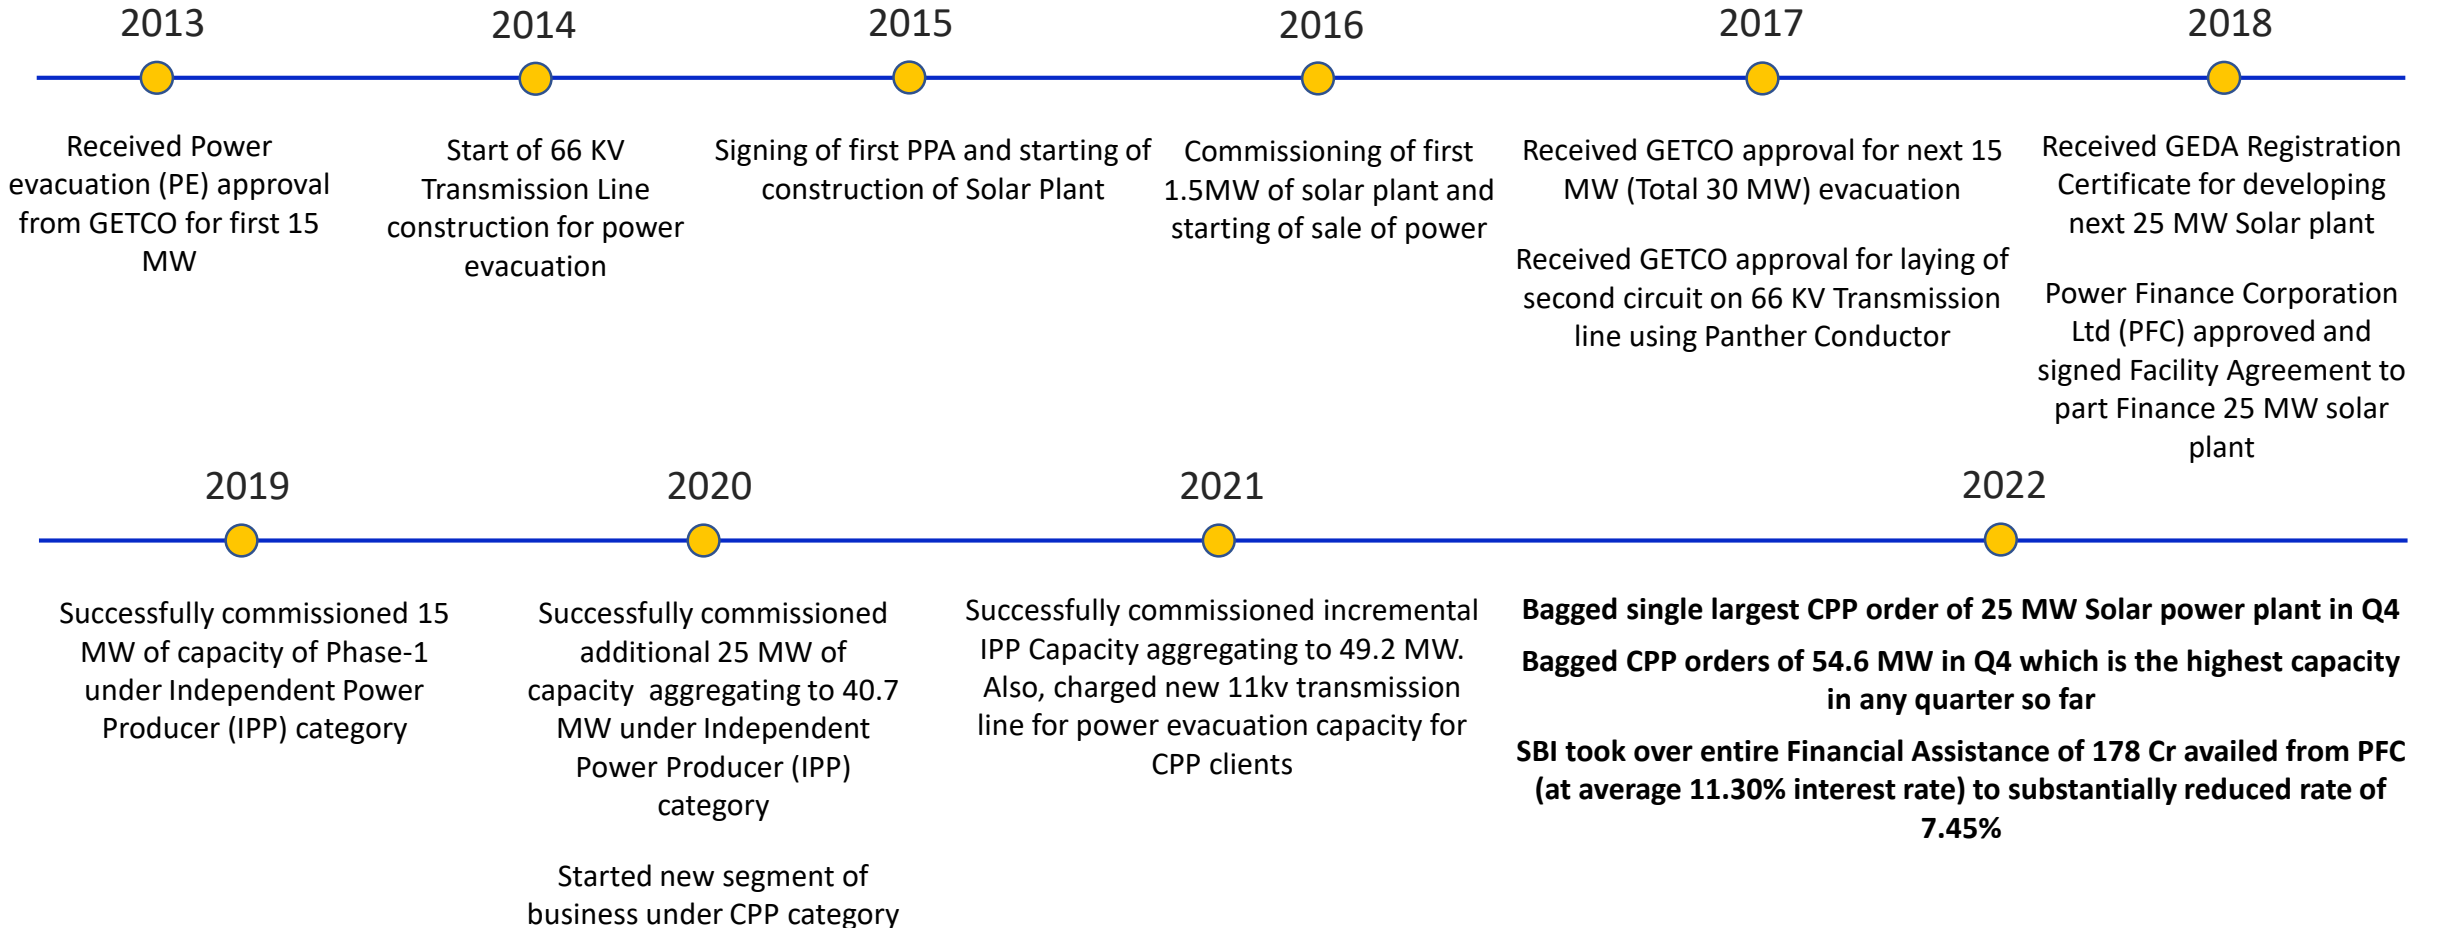 2013
Received Power
evacuation (PE) approval
from GETCO for first 15
MW
2014
Start of 66 KV
Transmission Line
construction for power
evacuation
2015
Signing of first PPA and starting of
construction of Solar Plant
2016
Commissioning of first
1.5MW of solar plant and
starting of sale of power
2017
Received GETCO approval for next 15
MW (Total 30 MW) evacuation
Received GETCO approval for laying of
second circuit on 66 KV Transmission
line using Panther Conductor
2018
Received GEDA Registration
Certificate for developing
next 25 MW Solar plant
Power Finance Corporation
Ltd (PFC) approved and
signed Facility Agreement to
part Finance 25 MW solar
plant
2019
Successfully commissioned 15
MW of capacity of Phase-1
under Independent Power
Producer (IPP) category
2020
Successfully commissioned
additional 25 MW of
capacity  aggregating to 40.7
MW under Independent
Power Producer (IPP)
category
Started new segment of
business under CPP category
2021
Successfully commissioned incremental
IPP Capacity aggregating to 49.2 MW.
Also, charged new 11kv transmission
line for power evacuation capacity for
CPP clients
2022
Bagged single largest CPP order of 25 MW Solar power plant in Q4
Bagged CPP orders of 54.6 MW in Q4 which is the highest capacity
in any quarter so far
SBI took over entire Financial Assistance of 178 Cr availed from PFC
(at average 11.30% interest rate) to substantially reduced rate of
7.45%